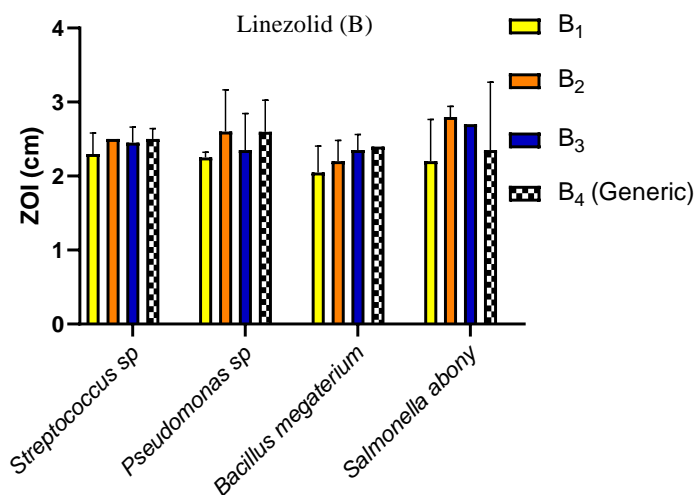 Linezolid (B)
ZOI (cm)
4
3
2
1
0
Streptococcus sp
Pseudomonas sp
Bacillus megaterium
Salmonella abony
B1
B2
B3
B4 (Generic)